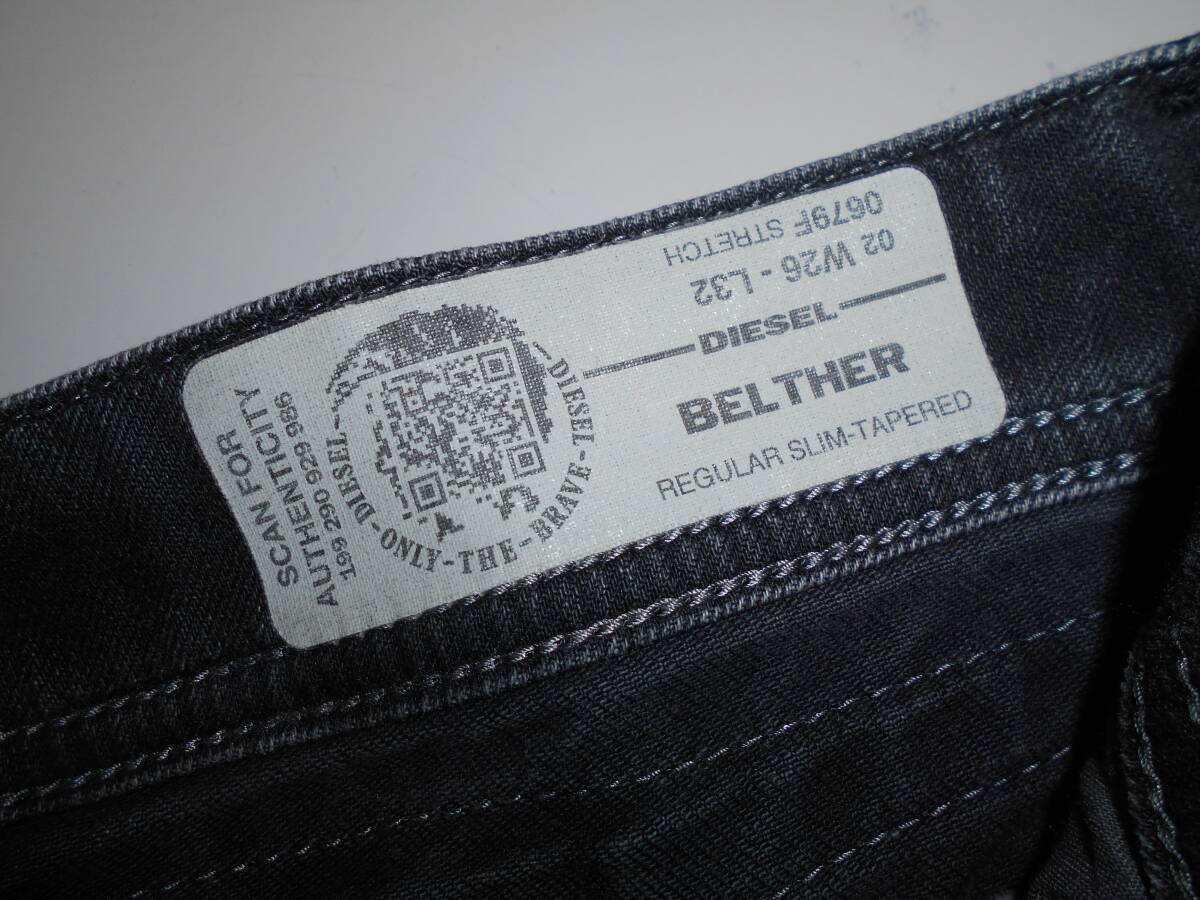 SCAN FOR
AUTHENTICITY
199 290 929 986
DIESEL-ONLY-THE-BRAVE-DIESEL
0679F STRETCH
02 W26 - L32
DIESEL
BELTHER
REGULAR SLIM-TAPERED